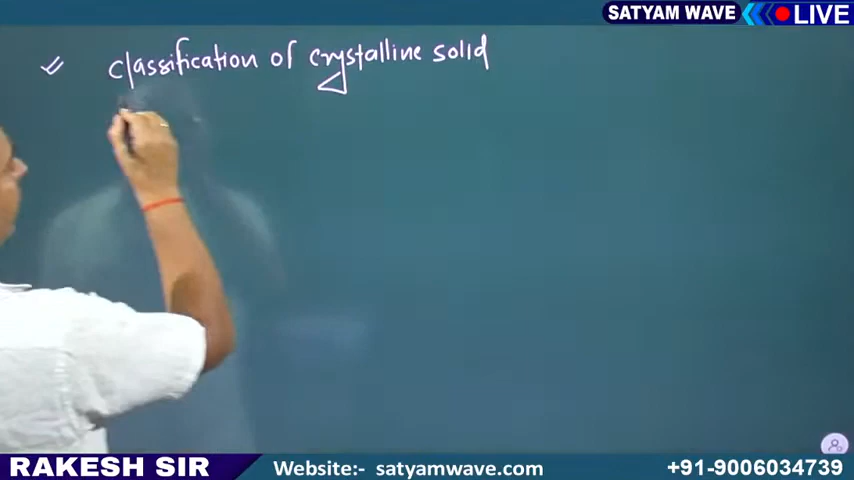 SATYAM WAVE LIVE
classification of crystalline solid
RAKESH SIR Website:- satyamwave.com +91-9006034739